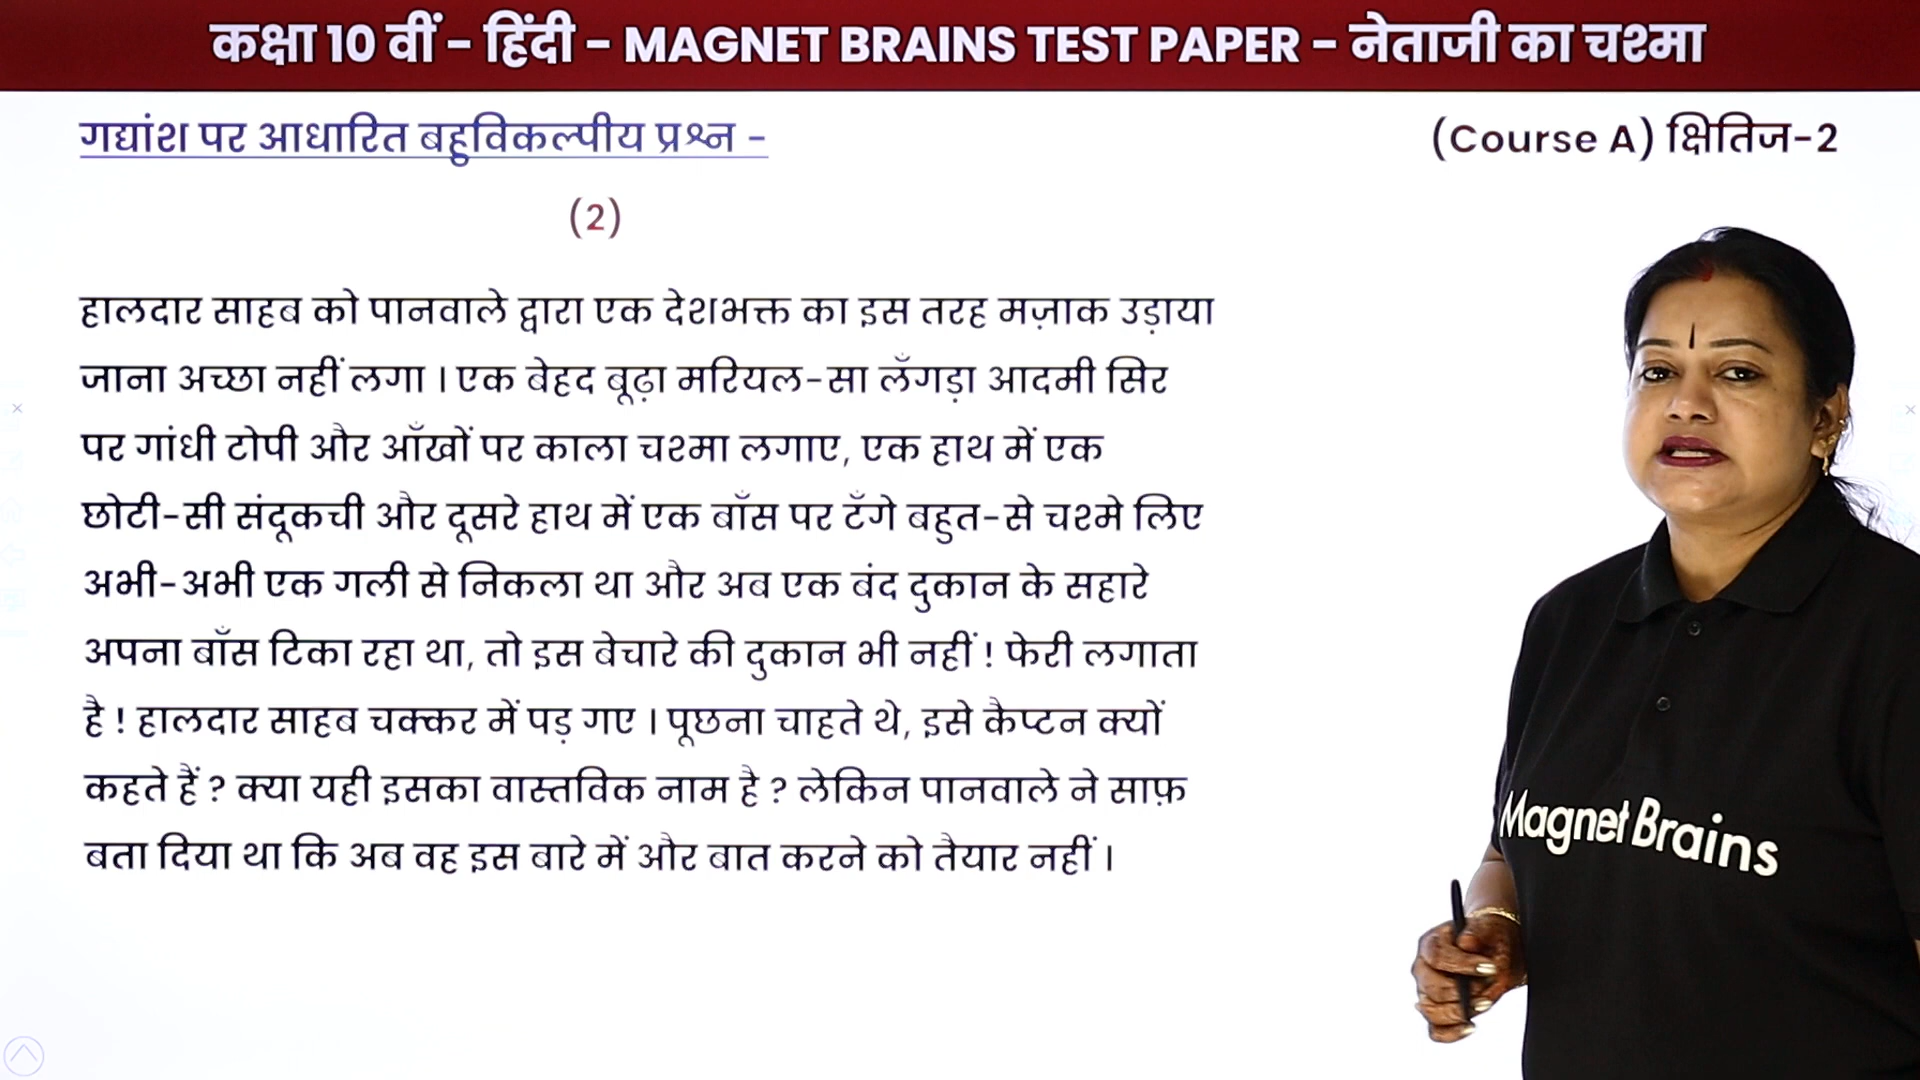 कक्षा 10 वीं - हिंदी - MAGNET BRAINS TEST PAPER - नेताजी का चश्मा
गद्यांश पर आधारित बहुविकल्पीय प्रश्न -
(Course A) क्षितिज-2
(2)
हालदार साहब को पानवाले द्वारा एक देशभक्त का इस तरह मज़ाक उड़ाया
जाना अच्छा नहीं लगा । एक बेहद बूढ़ा मरियल-सा लँगड़ा आदमी सिर
पर गांधी टोपी और आँखों पर काला चश्मा लगाए, एक हाथ में एक
छोटी-सी संदूकची और दूसरे हाथ में एक बाँस पर टँगे बहुत-से चश्मे लिए
अभी-अभी एक गली से निकला था और अब एक बंद दुकान के सहारे
अपना बाँस टिका रहा था, तो इस बेचारे की दुकान भी नहीं ! फेरी लगाता
है ! हालदार साहब चक्कर में पड़ गए । पूछना चाहते थे, इसे कैप्टन क्यों
कहते हैं ? क्या यही इसका वास्तविक नाम है ? लेकिन पानवाले ने साफ़
बता दिया था कि अब वह इस बारे में और बात करने को तैयार नहीं ।
Magnet Brains